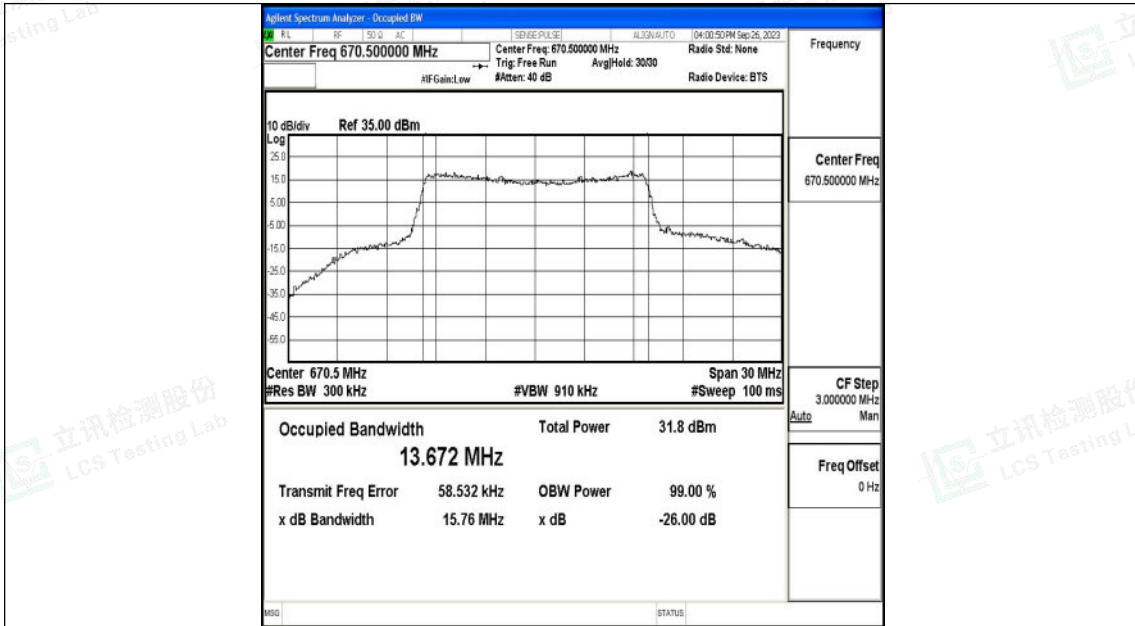 Agilent Spectrum Analyzer - Occupied BW
RL RF 50 Ω AC SENSE:PULSE ALIGNAUTO 04:00:50 PM Sep 26, 2023
Center Freq 670.500000 MHz
Center Freq: 670.500000 MHz
Radio Std: None
Trig: Free Run Avg|Hold: 30/30
#IFGain:Low
#Atten: 40 dB
Radio Device: BTS
10 dB/div Ref 35.00 dBm
Log
25.0
15.0
5.00
-5.00
-15.0
-25.0
-35.0
-45.0
-55.0
Center 670.5 MHz
Span 30 MHz
#Res BW 300 kHz
#VBW 910 kHz
#Sweep 100 ms
Occupied Bandwidth
Total Power 31.8 dBm
13.672 MHz
Transmit Freq Error 58.532 kHz OBW Power 99.00 %
x dB Bandwidth 15.76 MHz x dB -26.00 dB
MSG
STATUS
Frequency
Center Freq
670.500000 MHz
CF Step
3.000000 MHz
Auto Man
Freq Offset
0 Hz
立讯检测股份
LCS Testing Lab
立讯检测股份
LCS Testing L
sting Lab
立